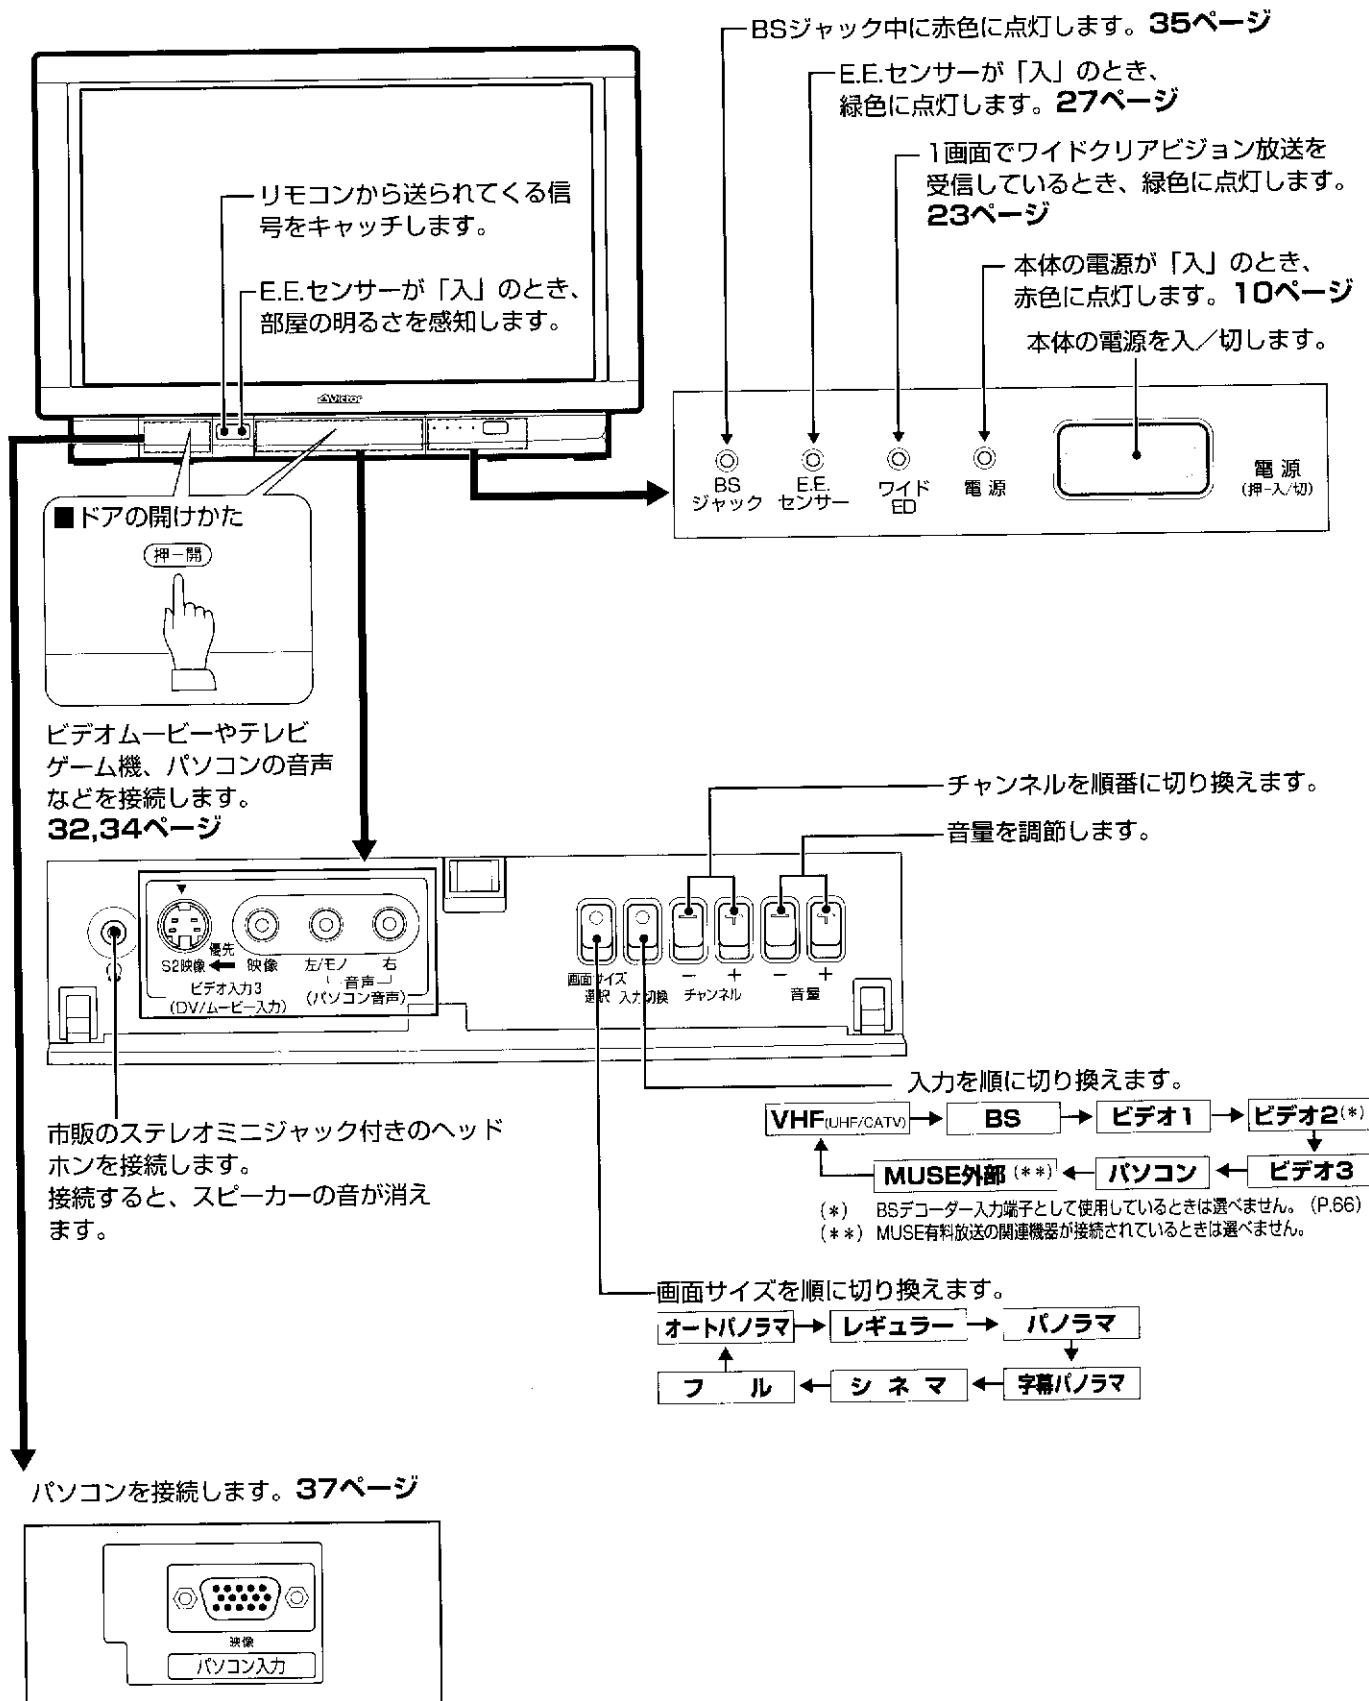 BSジャック中に赤色に点灯します。35ページ
E.E.センサーが「入」のとき、
緑色に点灯します。27ページ
1画面でワイドクリアビジョン放送を
受信しているとき、緑色に点灯します。
23ページ
本体の電源が「入」のとき、
赤色に点灯します。10ページ
本体の電源を入／切します。
リモコンから送られてくる信
号をキャッチします。
E.E.センサーが「入」のとき、
部屋の明るさを感知します。
Victor
BS
ジャック
E.E.
センサー
ワイド
ED
電源
電源
(押-入/切)
■ドアの開けかた
押-開
ビデオムービーやテレビ
ゲーム機、パソコンの音声
などを接続します。
32,34ページ
チャンネルを順番に切り換えます。
音量を調節します。
S2映像 優先 映像 左/モノ 右
音声
ビデオ入力3
(DV/ムービー入力)
(パソコン音声)
画面サイズ
選択
入力切換
− + − +
チャンネル 音量
市販のステレオミニジャック付きのヘッド
ホンを接続します。
接続すると、スピーカーの音が消え
ます。
入力を順に切り換えます。
VHF(UHF/CATV) → BS → ビデオ1 → ビデオ2(*)
MUSE外部(**) ← パソコン ← ビデオ3
(*) BSデコーダー入力端子として使用しているときは選べません。(P.66)
(**) MUSE有料放送の関連機器が接続されているときは選べません。
画面サイズを順に切り換えます。
オートパノラマ → レギュラー → パノラマ
フル ← シネマ ← 字幕パノラマ
パソコンを接続します。37ページ
映像
パソコン入力